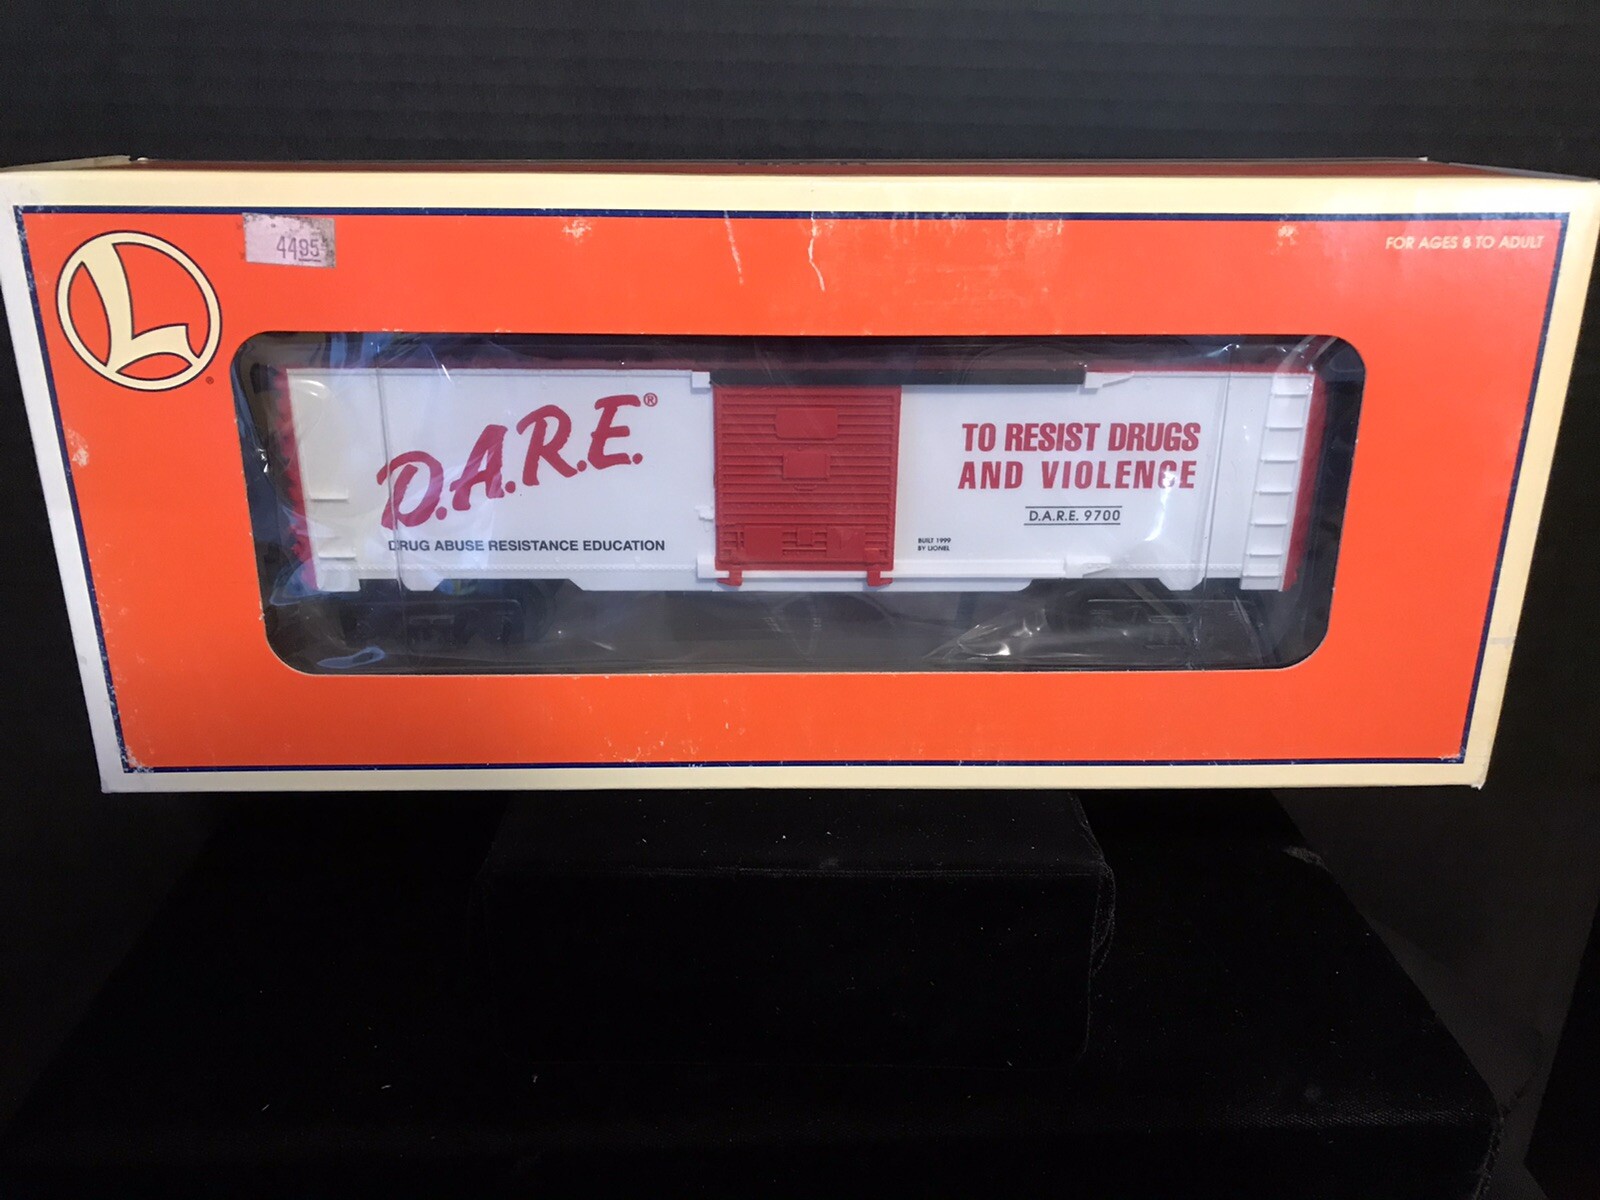 4495
FOR AGES 8 TO ADULT
L
D.A.R.E.®
DRUG ABUSE RESISTANCE EDUCATION
TO RESIST DRUGS
AND VIOLENCE
D.A.R.E. 9700
BUILT 1999
BY LIONEL